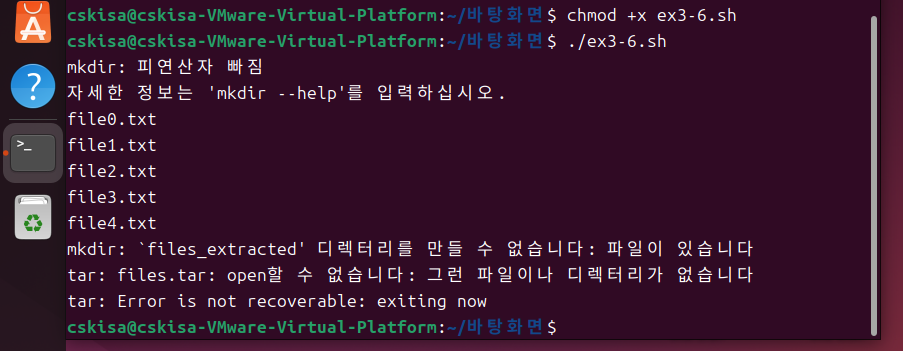 cskisa@cskisa-VMware-Virtual-Platform:~/바탕화면$ chmod +x ex3-6.sh
cskisa@cskisa-VMware-Virtual-Platform:~/바탕화면$ ./ex3-6.sh
mkdir: 피연산자 빠짐
자세한 정보는 'mkdir --help'를 입력하십시오.
file0.txt
file1.txt
file2.txt
file3.txt
file4.txt
mkdir: `files_extracted' 디렉터리를 만들 수 없습니다: 파일이 있습니다
tar: files.tar: open할 수 없습니다: 그런 파일이나 디렉터리가 없습니다
tar: Error is not recoverable: exiting now
cskisa@cskisa-VMware-Virtual-Platform:~/바탕화면$